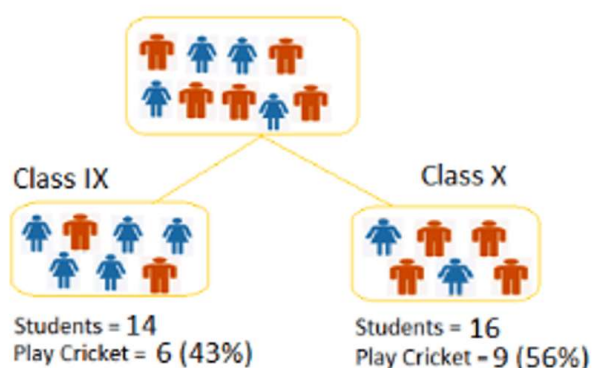 Class IX
Class X
Students = 14
Play Cricket = 6 (43%)
Students = 16
Play Cricket = 9 (56%)